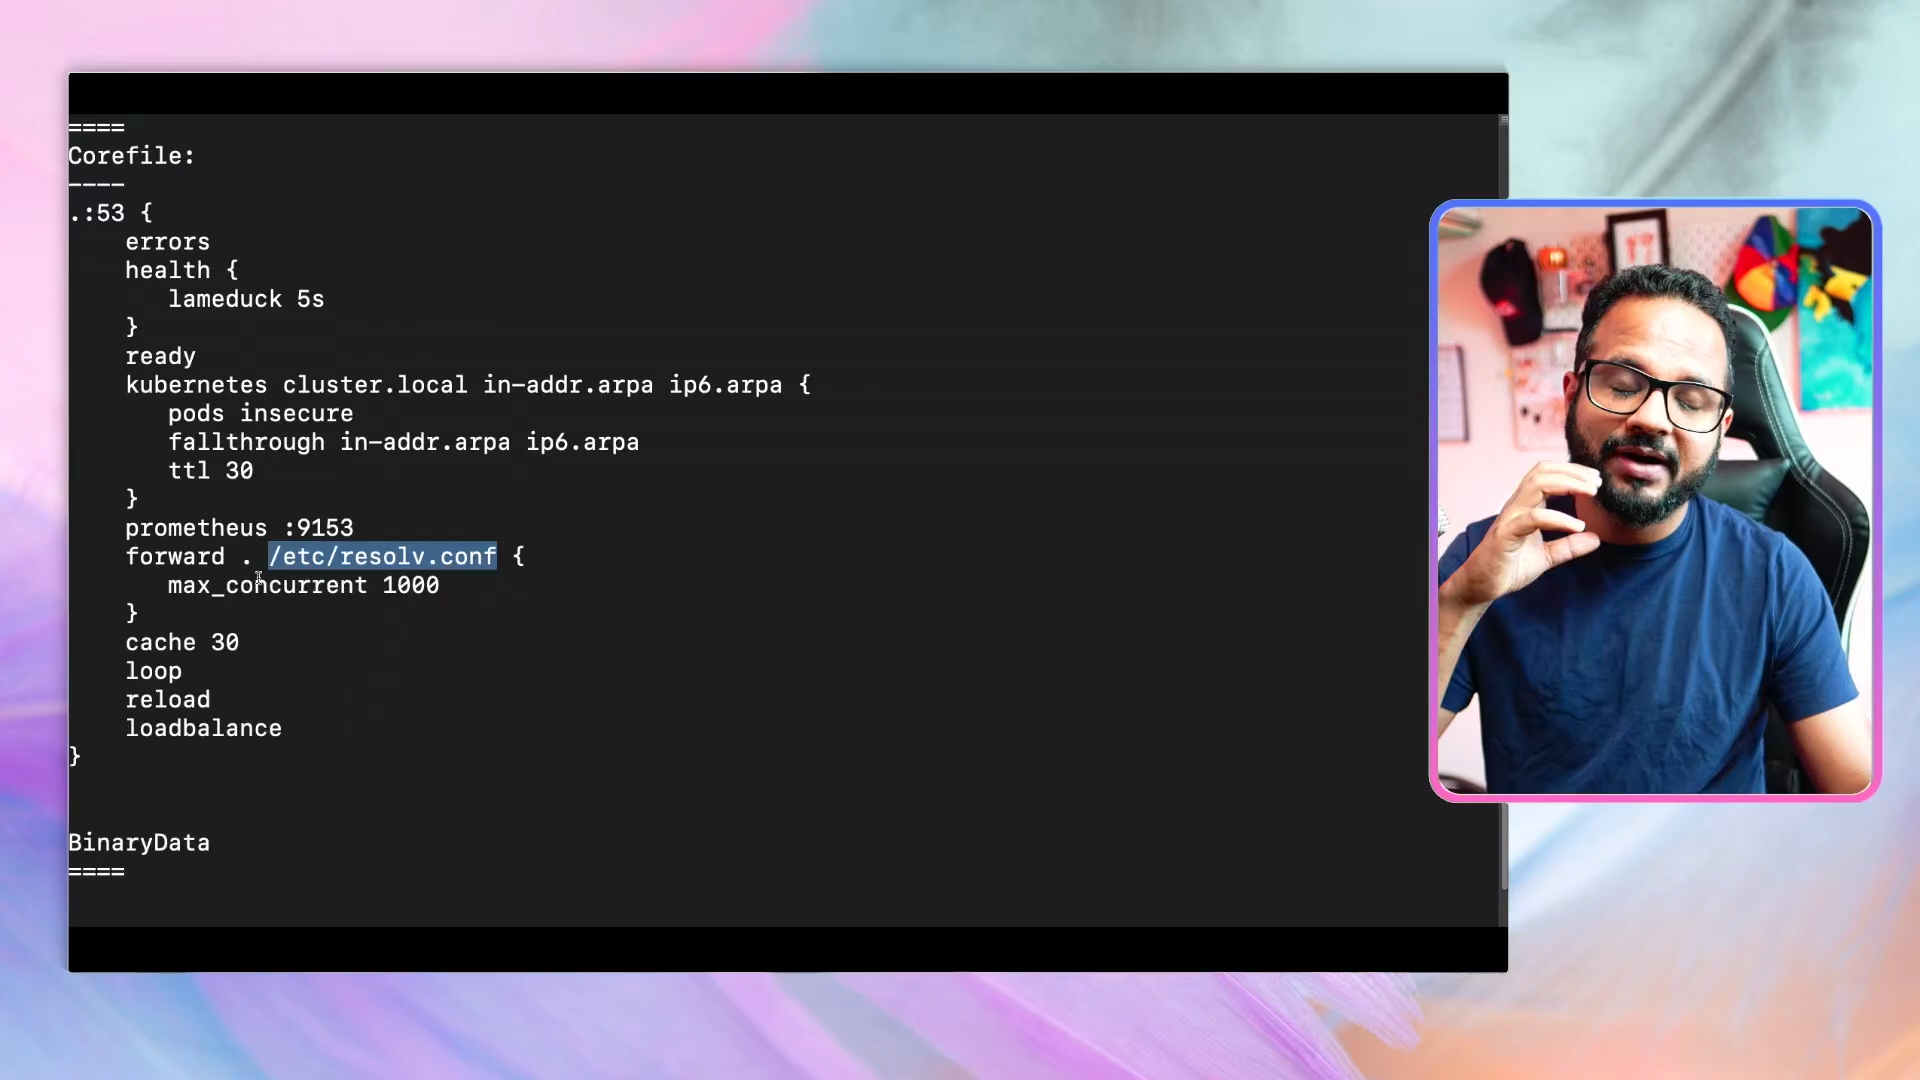 ====
Corefile:
----
.:53 {
    errors
    health {
       lameduck 5s
    }
    ready
    kubernetes cluster.local in-addr.arpa ip6.arpa {
       pods insecure
       fallthrough in-addr.arpa ip6.arpa
       ttl 30
    }
    prometheus :9153
    forward . /etc/resolv.conf {
       max_concurrent 1000
    }
    cache 30
    loop
    reload
    loadbalance
}
BinaryData
====